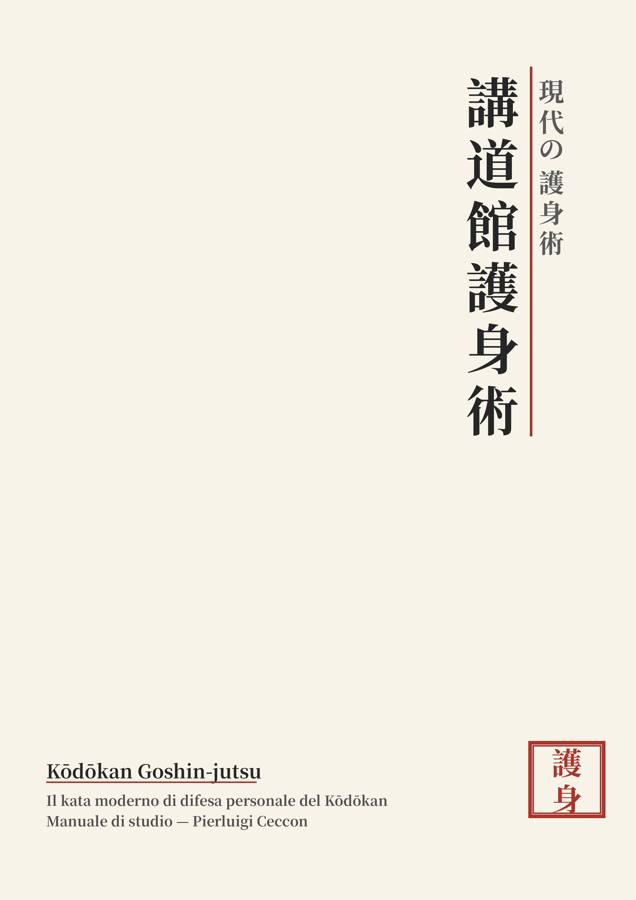 現代の護身術
講道館護身術
Kōdōkan Goshin-jutsu
Il kata moderno di difesa personale del Kōdōkan
Manuale di studio — Pierluigi Ceccon
護身